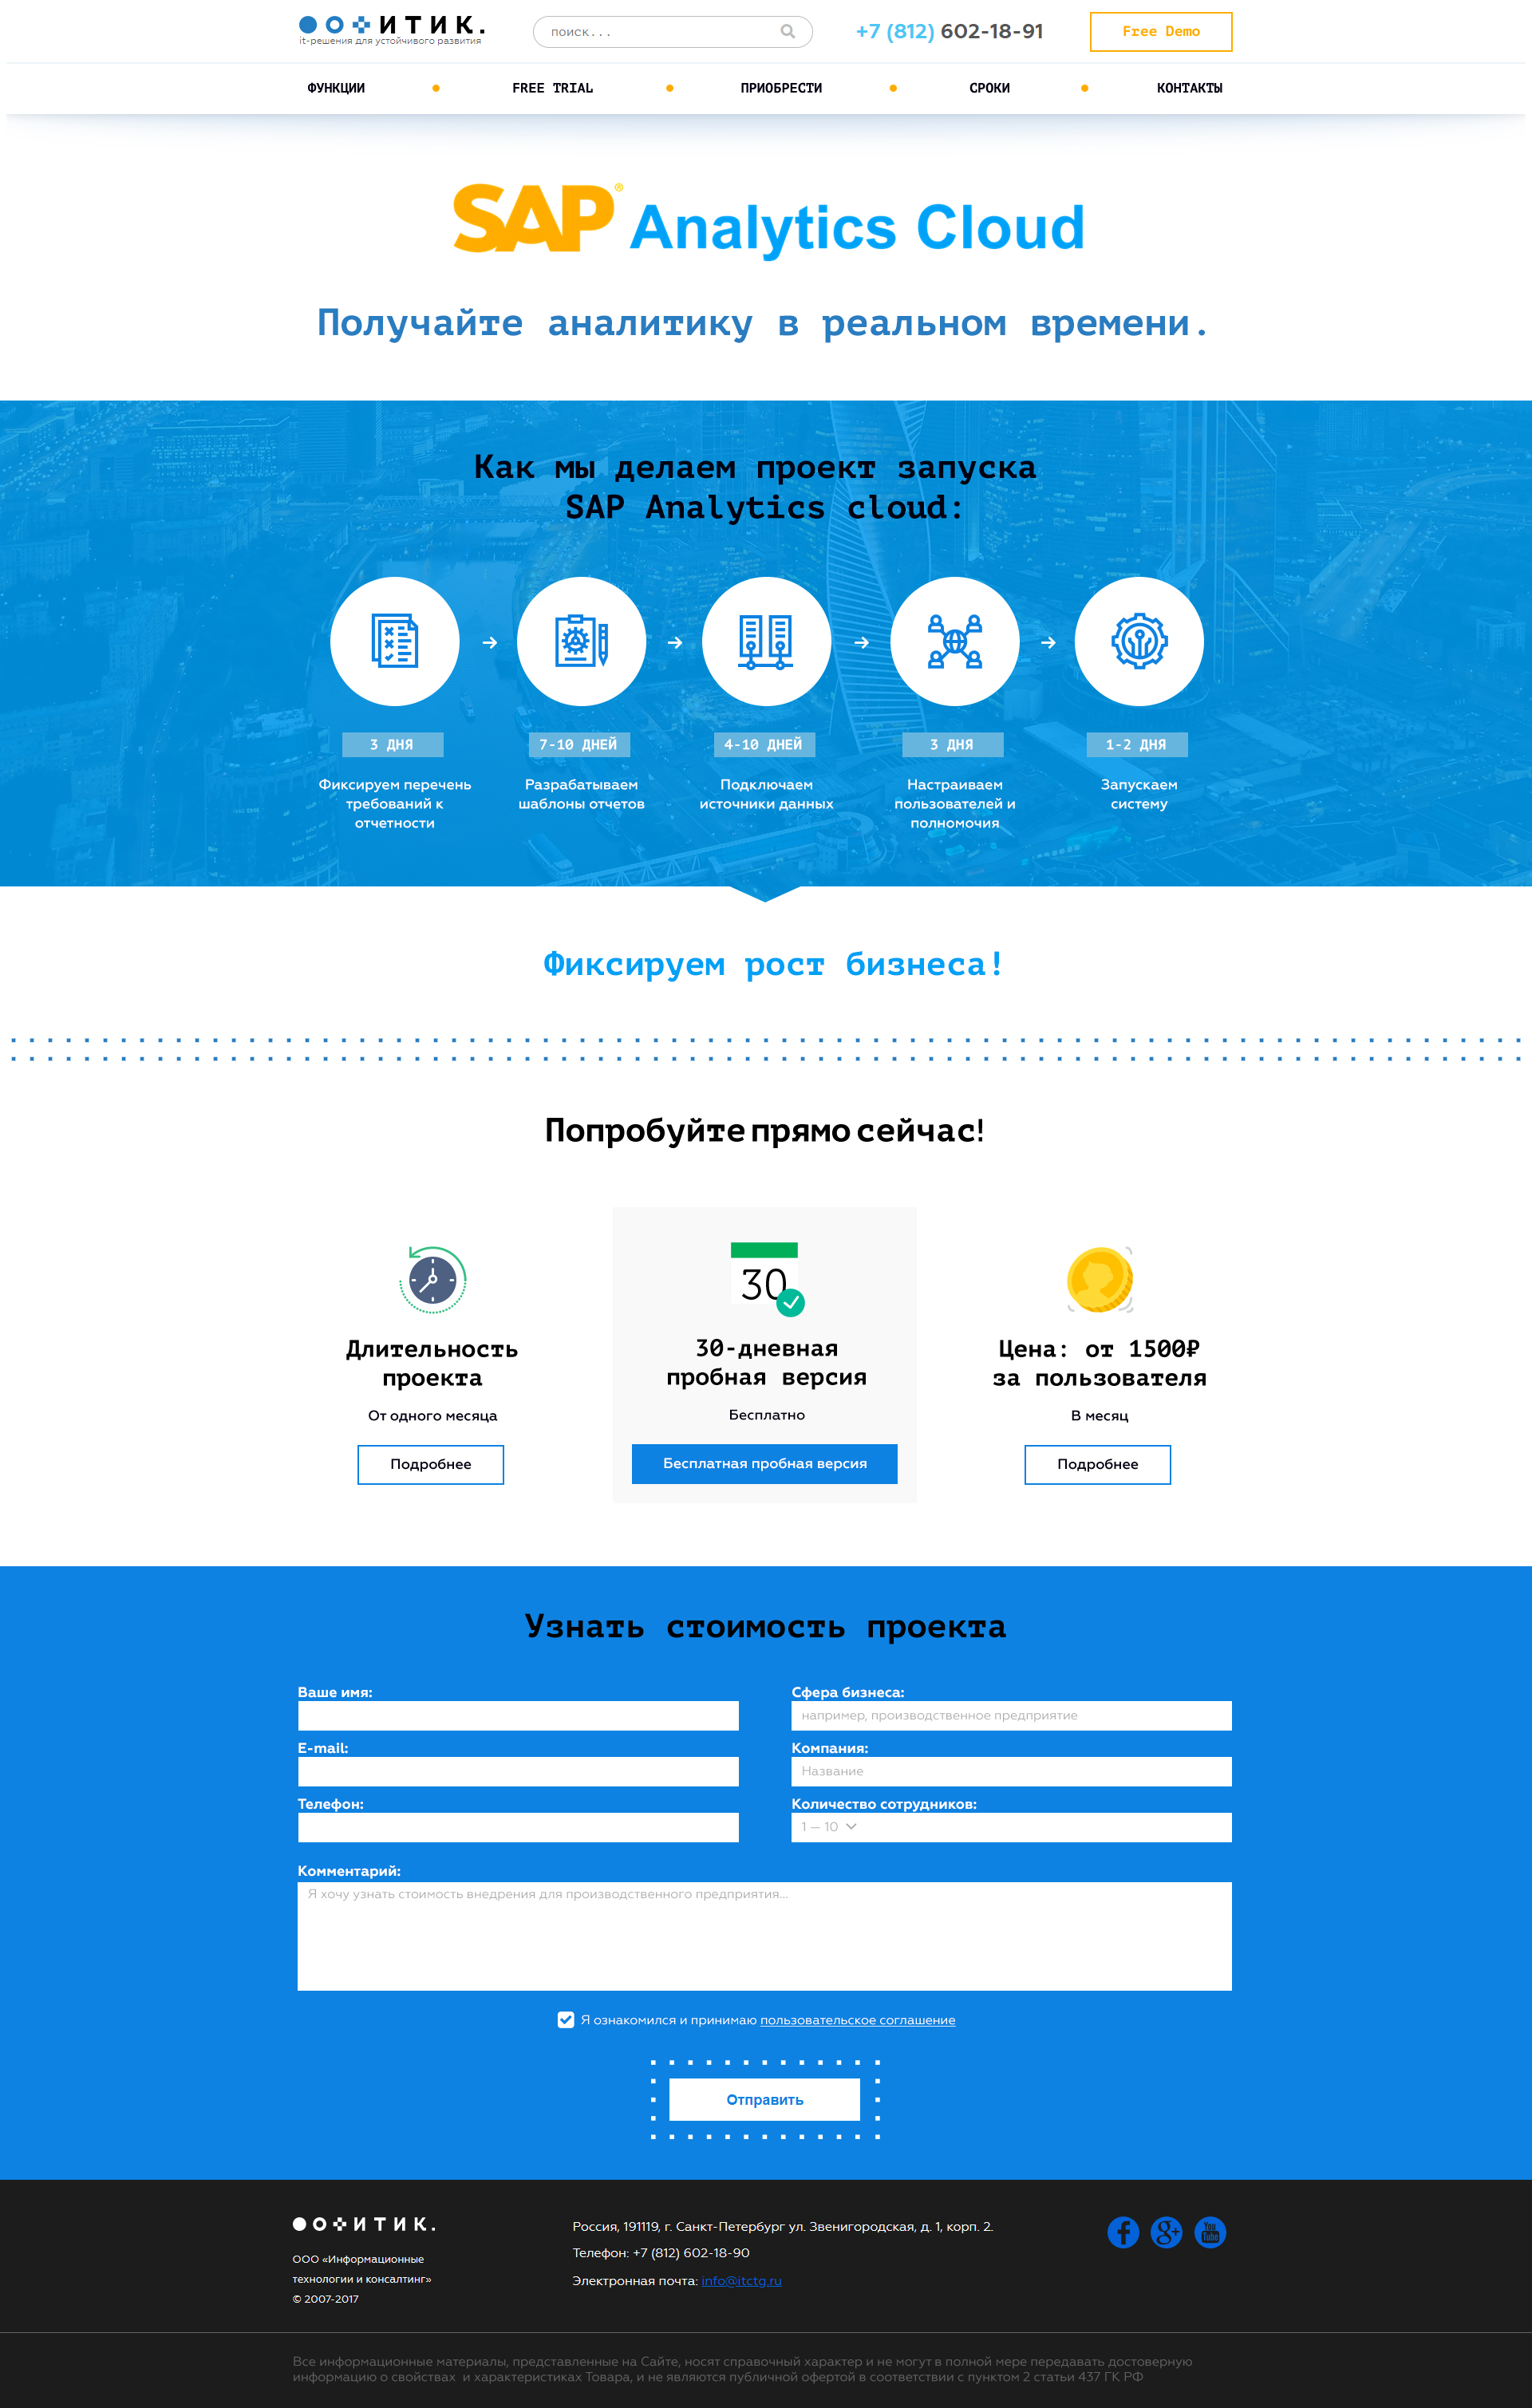 ИТИК.
it-решения для устойчивого развития
поиск...
+7 (812) 602-18-91
Free Demo
ФУНКЦИИ
FREE TRIAL
ПРИОБРЕСТИ
СРОКИ
КОНТАКТЫ
SAP® Analytics Cloud
Получайте аналитику в реальном времени.
Как мы делаем проект запуска
SAP Analytics cloud:
3 ДНЯ
Фиксируем перечень
требований к
отчетности
7-10 ДНЕЙ
Разрабатываем
шаблоны отчетов
4-10 ДНЕЙ
Подключаем
источники данных
3 ДНЯ
Настраиваем
пользователей и
полномочия
1-2 ДНЯ
Запускаем
систему
Фиксируем рост бизнеса!
Попробуйте прямо сейчас!
Длительность
проекта
От одного месяца
Подробнее
30
30-дневная
пробная версия
Бесплатно
Бесплатная пробная версия
Цена: от 1500₽
за пользователя
В месяц
Подробнее
Узнать стоимость проекта
Ваше имя:
E-mail:
Телефон:
Сфера бизнеса:
например, производственное предприятие
Компания:
Название
Количество сотрудников:
1 — 10
Комментарий:
Я хочу узнать стоимость внедрения для производственного предприятия...
Я ознакомился и принимаю пользовательское соглашение
Отправить
ИТИК.
ООО «Информационные
технологии и консалтинг»
© 2007-2017
Россия, 191119, г. Санкт-Петербург ул. Звенигородская, д. 1, корп. 2.
Телефон: +7 (812) 602-18-90
Электронная почта: info@itctg.ru
You
Tube
Все информационные материалы, представленные на Сайте, носят справочный характер и не могут в полной мере передавать достоверную
информацию о свойствах и характеристиках Товара, и не являются публичной офертой в соответствии с пунктом 2 статьи 437 ГК РФ